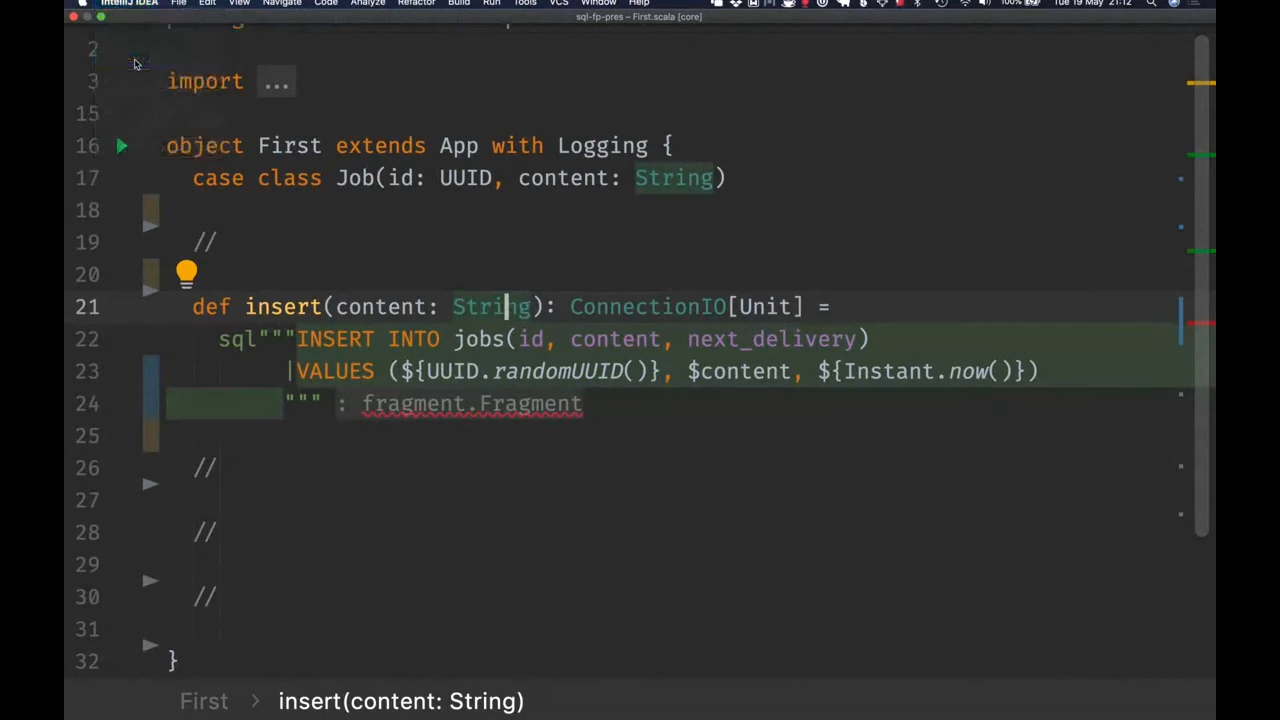 IntelliJ IDEA File Edit View Navigate Code Analyze Refactor Build Run Tools VCS Window Help 100% Tue 19 May 21:12
sql-fp-pres – First.scala [core]
2
3 import ...
15
16 object First extends App with Logging {
17 case class Job(id: UUID, content: String)
18
19 //
20
21 def insert(content: String): ConnectionIO[Unit] =
22 sql"""INSERT INTO jobs(id, content, next_delivery)
23 |VALUES (${UUID.randomUUID()}, $content, ${Instant.now()})
24 """ : fragment.Fragment
25
26 //
27
28 //
29
30 //
31
32 }
First > insert(content: String)